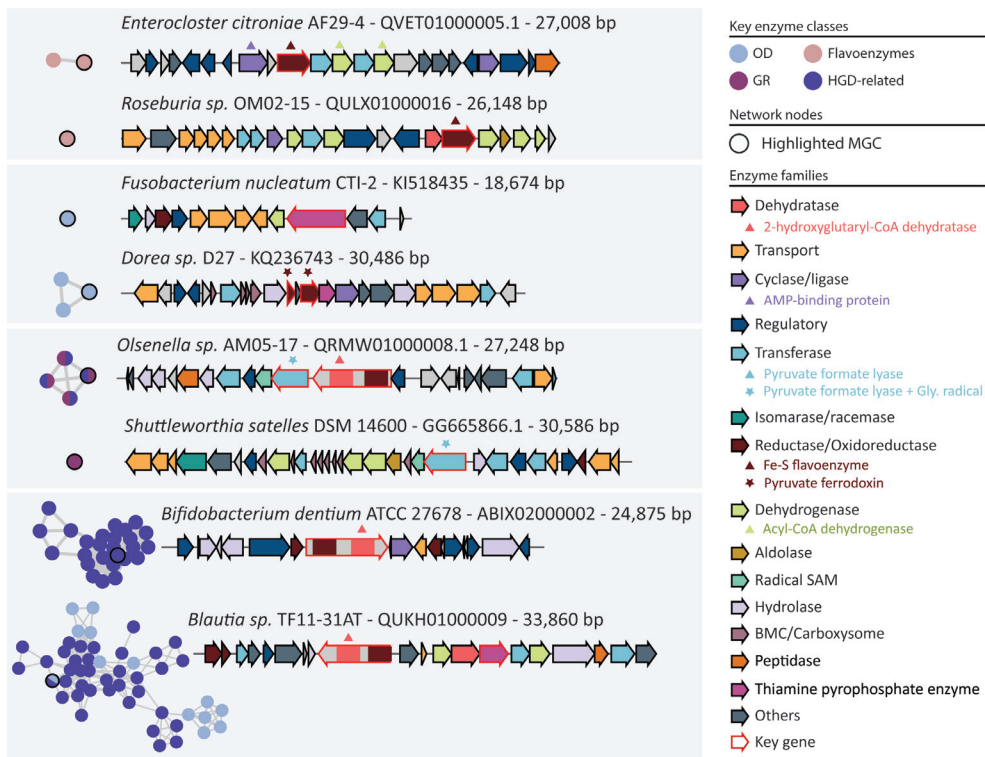 Enterocloster citroniae AF29-4 - QVET01000005.1 - 27,008 bp
Roseburia sp. OM02-15 - QULX01000016 - 26,148 bp
Fusobacterium nucleatum CTI-2 - KI518435 - 18,674 bp
Dorea sp. D27 - KQ236743 - 30,486 bp
Olsenella sp. AM05-17 - QRMW01000008.1 - 27,248 bp
Shuttleworthia satelles DSM 14600 - GG665866.1 - 30,586 bp
Bifidobacterium dentium ATCC 27678 - ABIX02000002 - 24,875 bp
Blautia sp. TF11-31AT - QUKH01000009 - 33,860 bp
Key enzyme classes
OD Flavoenzymes
GR HGD-related
Network nodes
Highlighted MGC
Enzyme families
Dehydratase
2-hydroxyglutaryl-CoA dehydratase
Transport
Cyclase/ligase
AMP-binding protein
Regulatory
Transferase
Pyruvate formate lyase
Pyruvate formate lyase + Gly. radical
Isomarase/racemase
Reductase/Oxidoreductase
Fe-S flavoenzyme
Pyruvate ferrodoxin
Dehydrogenase
Acyl-CoA dehydrogenase
Aldolase
Radical SAM
Hydrolase
BMC/Carboxysome
Peptidase
Thiamine pyrophosphate enzyme
Others
Key gene